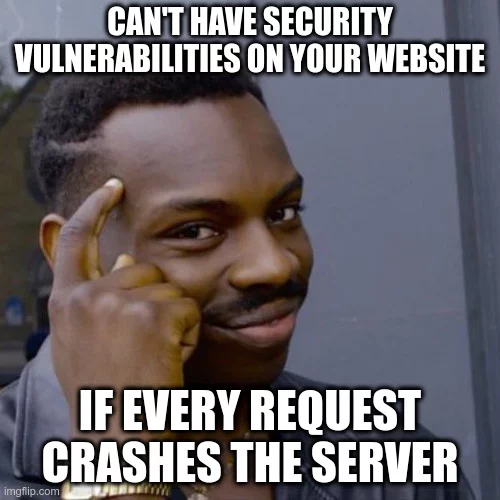 CAN'T HAVE SECURITY
VULNERABILITIES ON YOUR WEBSITE
IF EVERY REQUEST
CRASHES THE SERVER
imgflip.com